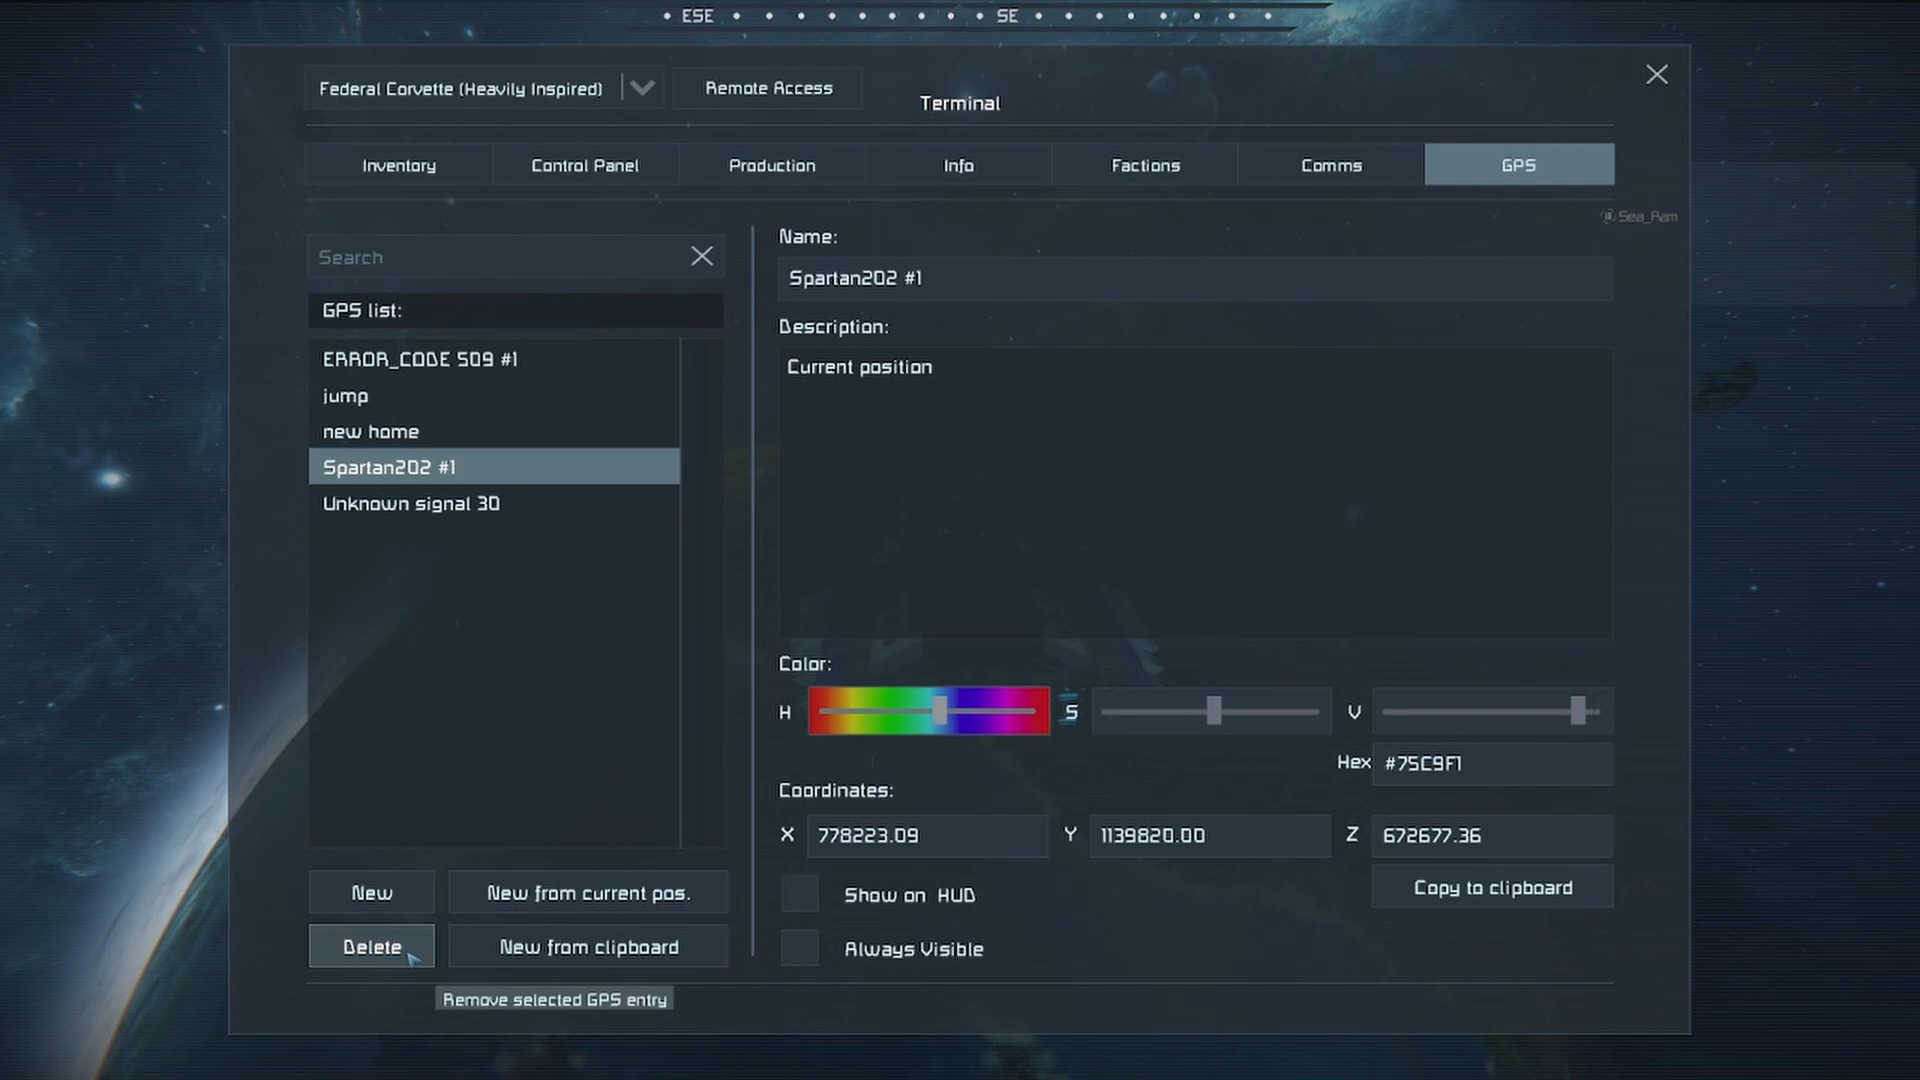 ESE SE
Federal Corvette (Heavily Inspired)
Remote Access
Terminal
Inventory Control Panel Production Info Factions Comms GPS
Sea_Ram
Search
GPS list:
ERROR_CODE 509 #1
jump
new home
Spartan202 #1
Unknown signal 30
New
New from current pos.
Delete
New from clipboard
Remove selected GPS entry
Name:
Spartan202 #1
Description:
Current position
Color:
H S V
Hex #75C9F1
Coordinates:
X 778223.09 Y 1139820.00 Z 672677.36
Copy to clipboard
Show on HUD
Always Visible